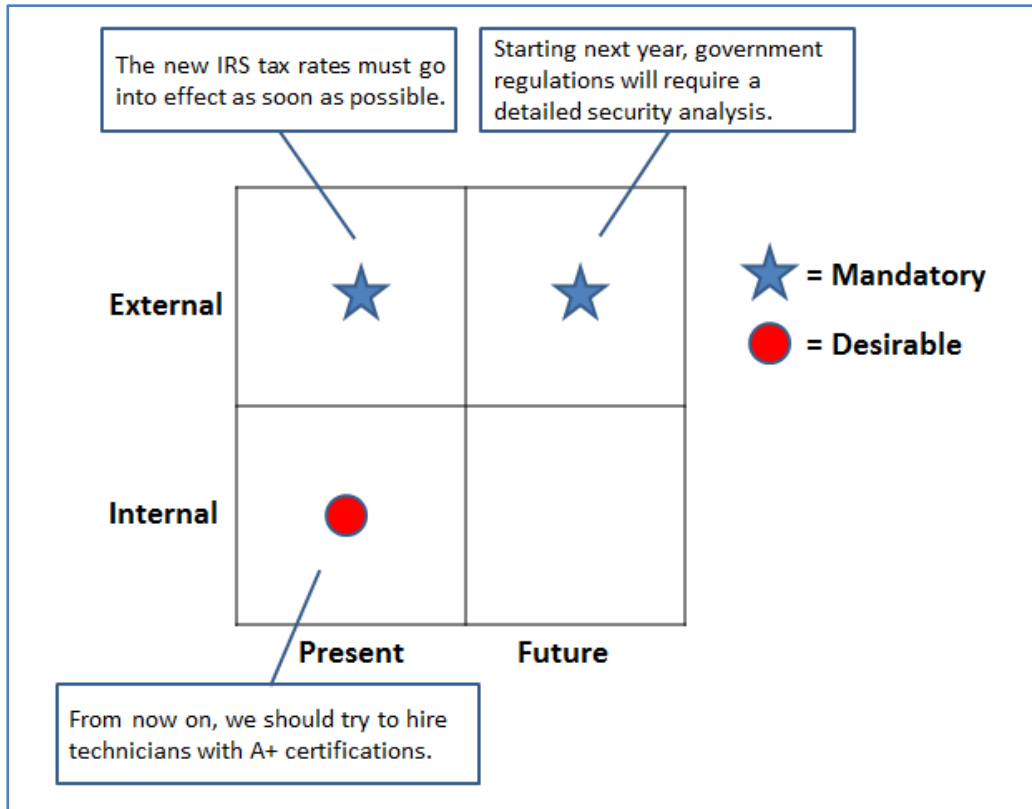 The new IRS tax rates must go
into effect as soon as possible.
Starting next year, government
regulations will require a
detailed security analysis.
External
= Mandatory
= Desirable
Internal
Present
Future
From now on, we should try to hire
technicians with A+ certifications.